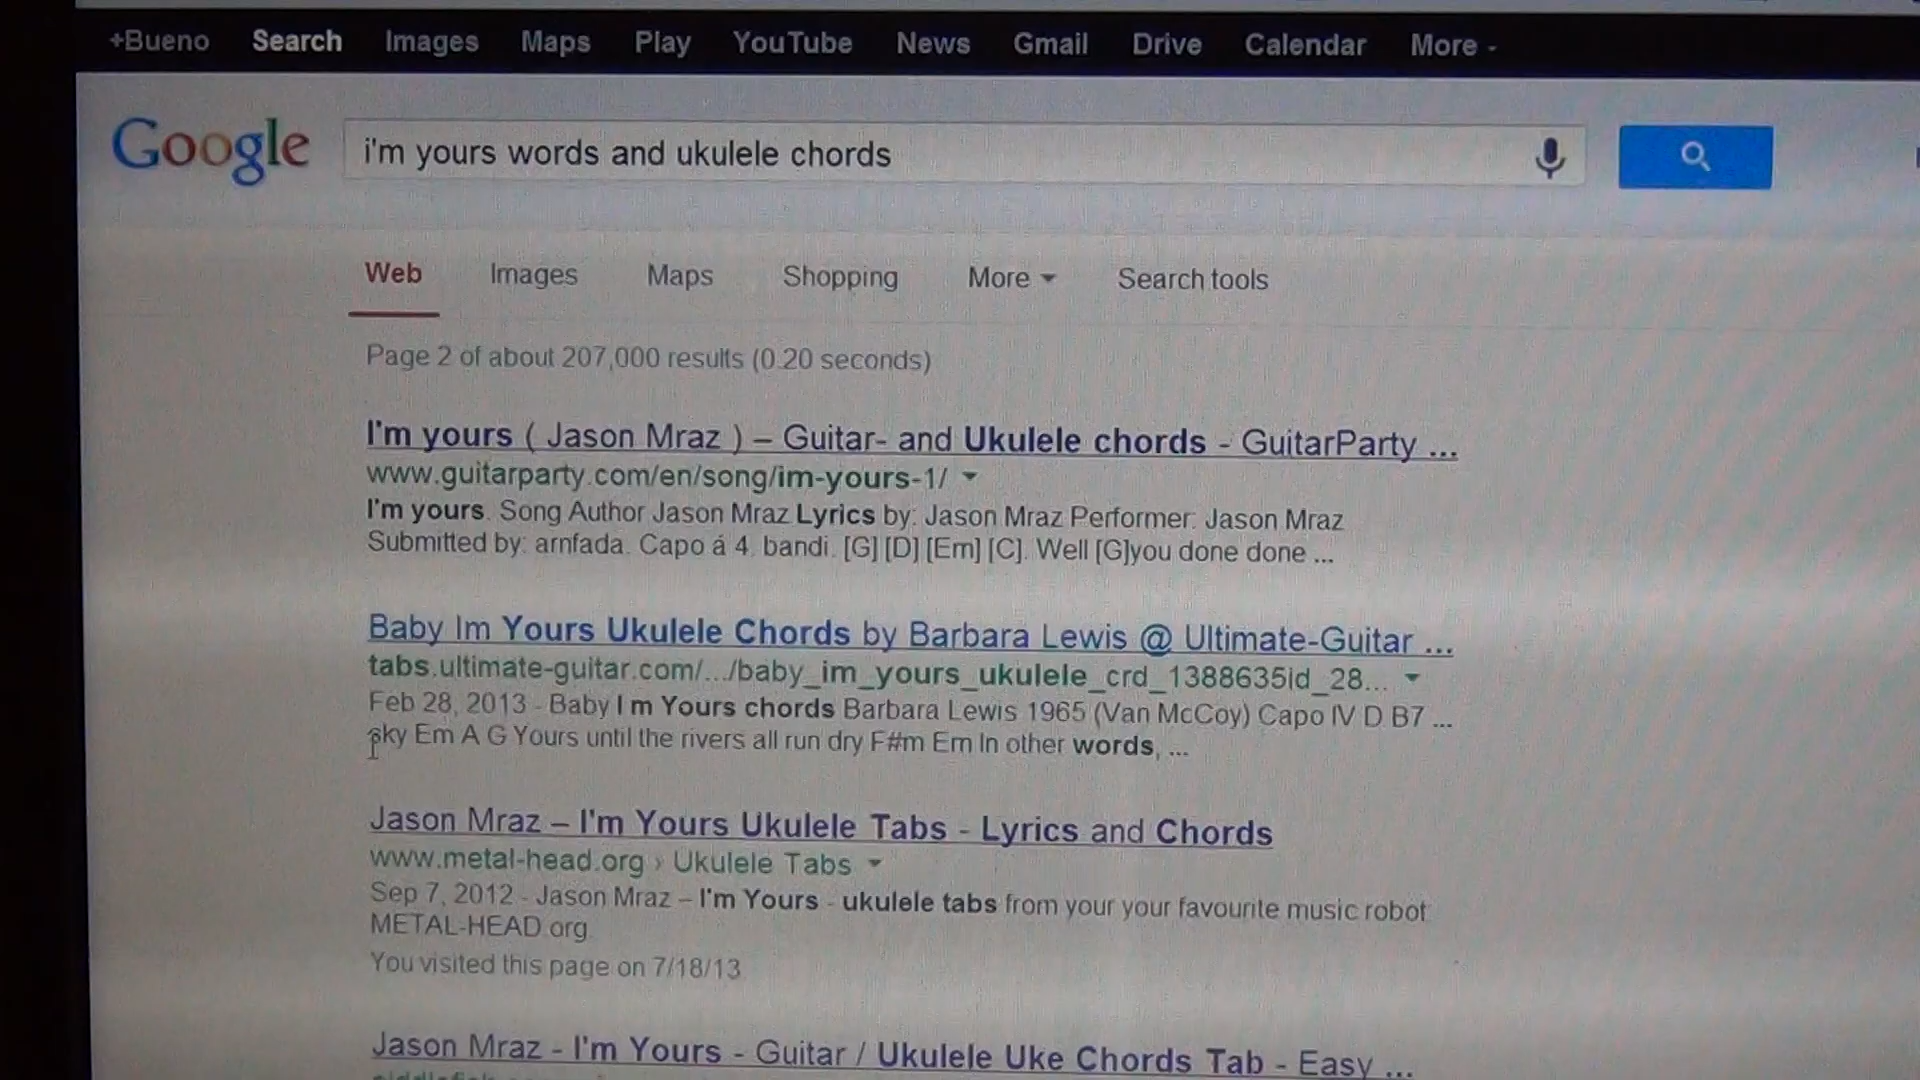 +Bueno Search Images Maps Play YouTube News Gmail Drive Calendar More
Google i'm yours words and ukulele chords
Web Images Maps Shopping More Search tools
Page 2 of about 207,000 results (0.20 seconds)
I'm yours ( Jason Mraz ) – Guitar- and Ukulele chords - GuitarParty ...
www.guitarparty.com/en/song/im-yours-1/
I'm yours. Song Author Jason Mraz Lyrics by: Jason Mraz Performer: Jason Mraz
Submitted by: arnfada. Capo á 4. bandi. [G] [D] [Em] [C]. Well [G]you done done ...
Baby Im Yours Ukulele Chords by Barbara Lewis @ Ultimate-Guitar ...
tabs.ultimate-guitar.com/.../baby_im_yours_ukulele_crd_1388635id_28...
Feb 28, 2013 - Baby I m Yours chords Barbara Lewis 1965 (Van McCoy) Capo IV D B7 ...
sky Em A G Yours until the rivers all run dry F#m Em In other words, ...
Jason Mraz – I'm Yours Ukulele Tabs - Lyrics and Chords
www.metal-head.org › Ukulele Tabs
Sep 7, 2012 - Jason Mraz – I'm Yours - ukulele tabs from your your favourite music robot
METAL-HEAD.org.
You visited this page on 7/18/13.
Jason Mraz - I'm Yours - Guitar / Ukulele Uke Chords Tab - Easy ...